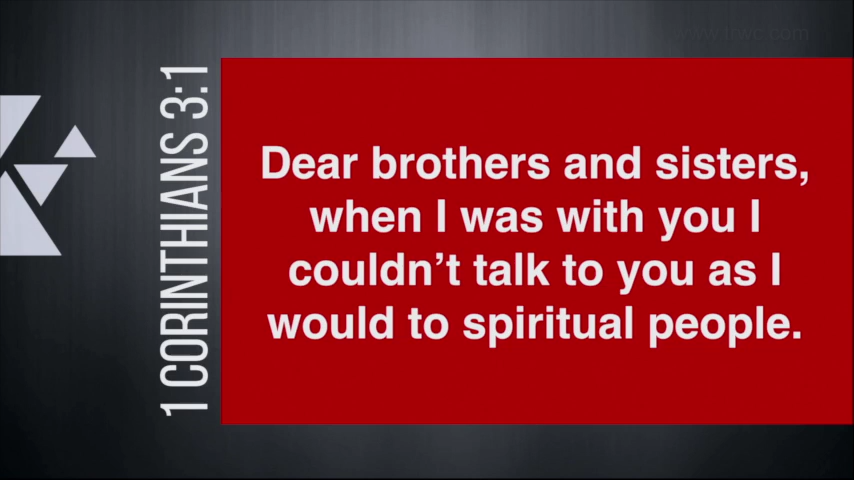 1 CORINTHIANS 3:1
Dear brothers and sisters,
when I was with you I
couldn’t talk to you as I
would to spiritual people.